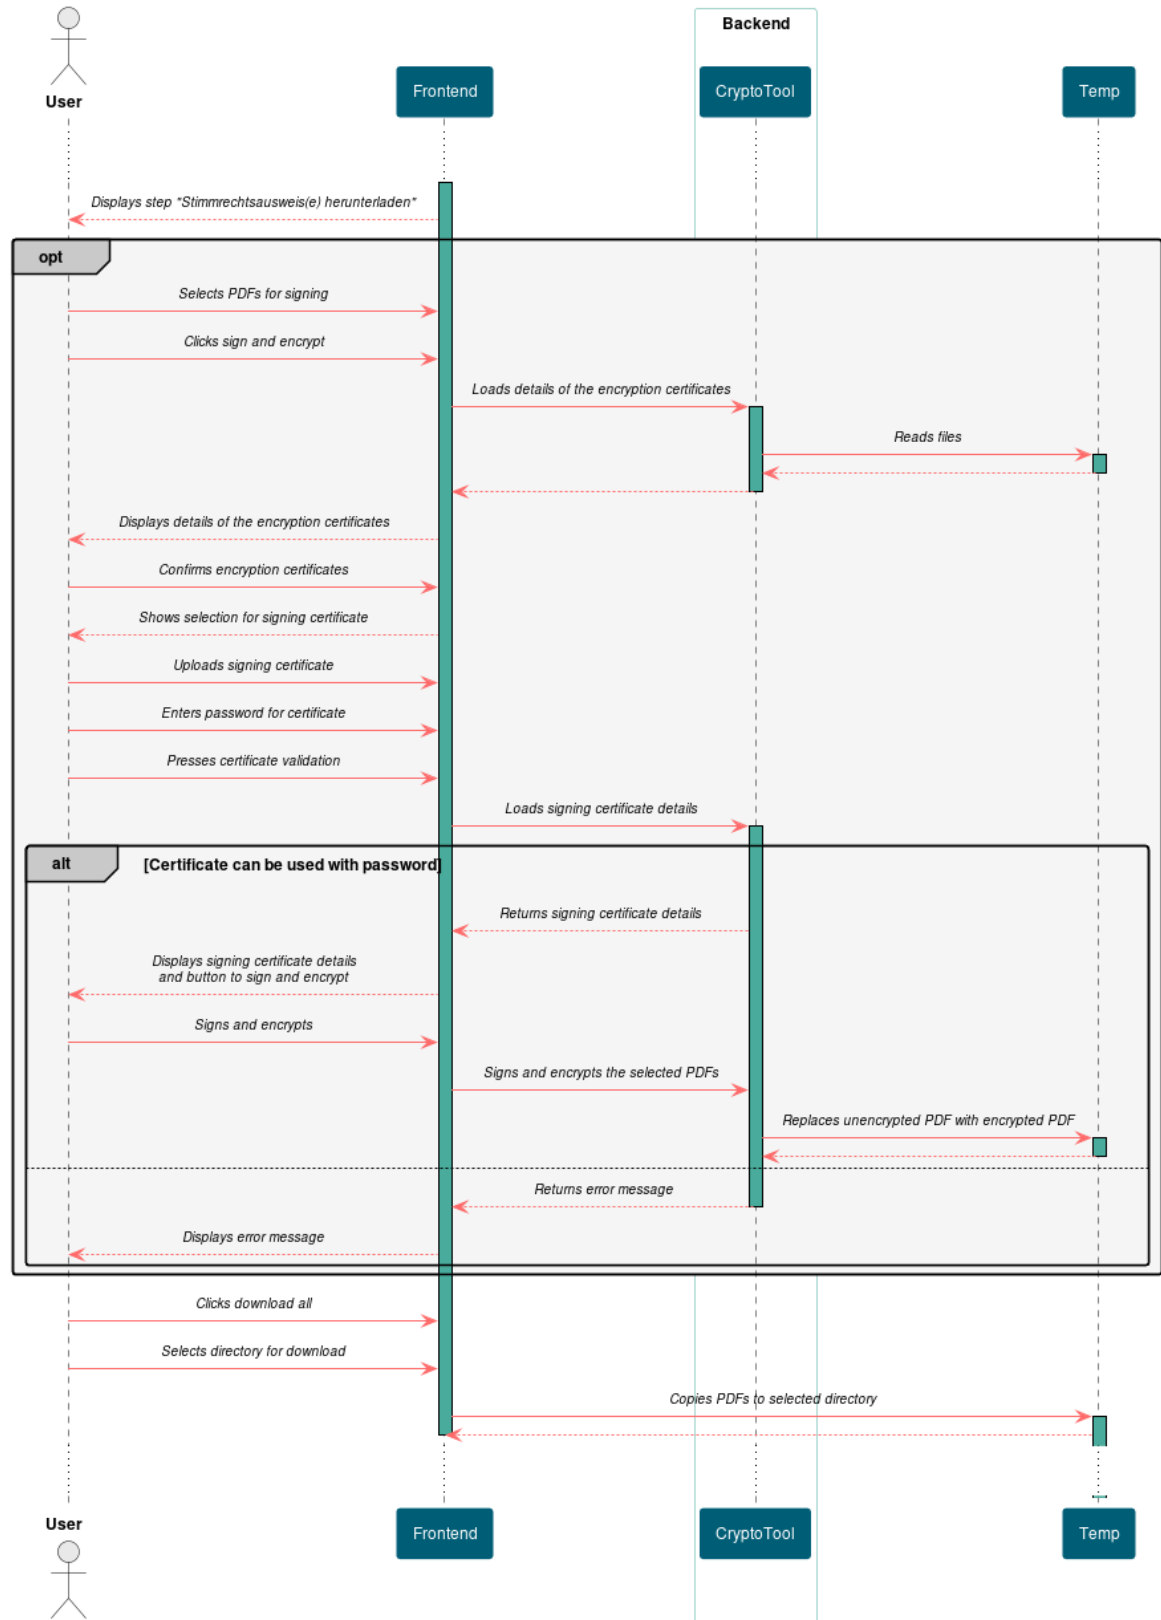 Backend
User
Frontend
CryptoTool
Temp
Displays step "Stimmrechtsausweis(e) herunterladen"
opt
Selects PDFs for signing
Clicks sign and encrypt
Loads details of the encryption certificates
Reads files
Displays details of the encryption certificates
Confirms encryption certificates
Shows selection for signing certificate
Uploads signing certificate
Enters password for certificate
Presses certificate validation
Loads signing certificate details
alt
[Certificate can be used with password]
Returns signing certificate details
Displays signing certificate details
and button to sign and encrypt
Signs and encrypts
Signs and encrypts the selected PDFs
Replaces unencrypted PDF with encrypted PDF
Returns error message
Displays error message
Clicks download all
Selects directory for download
Copies PDFs to selected directory
User
Frontend
CryptoTool
Temp